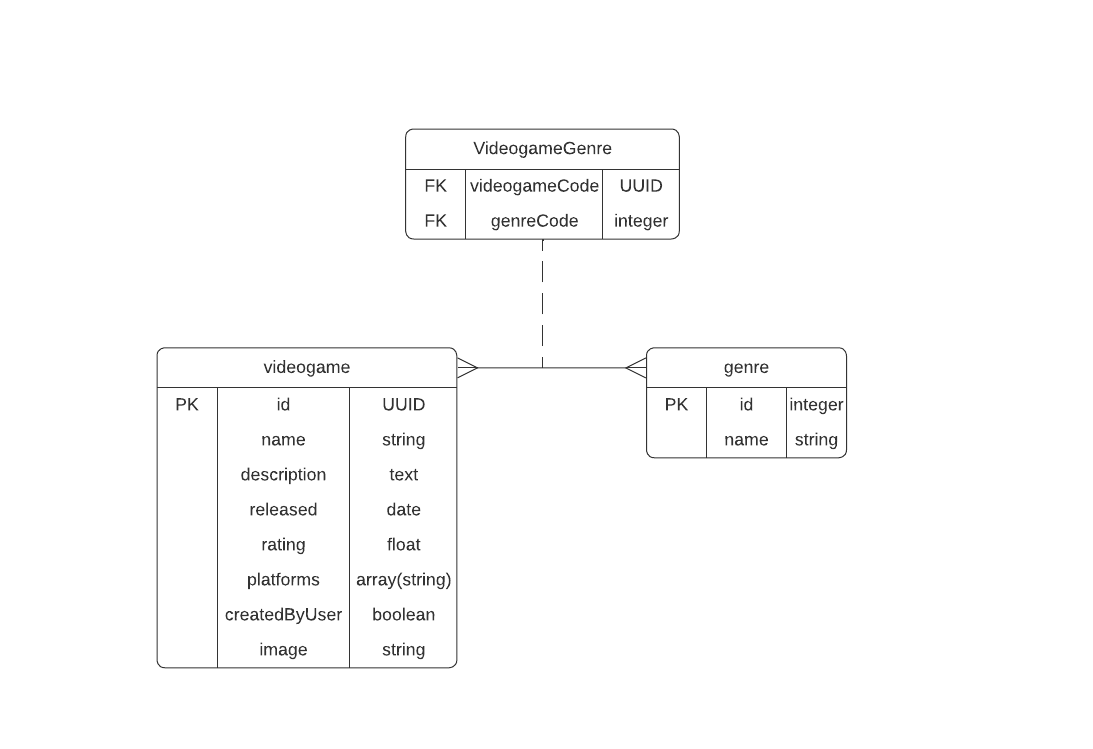 VideogameGenre
FK videogameCode UUID
FK genreCode integer
videogame
PK id UUID
name string
description text
released date
rating float
platforms array(string)
createdByUser boolean
image string
genre
PK id integer
name string